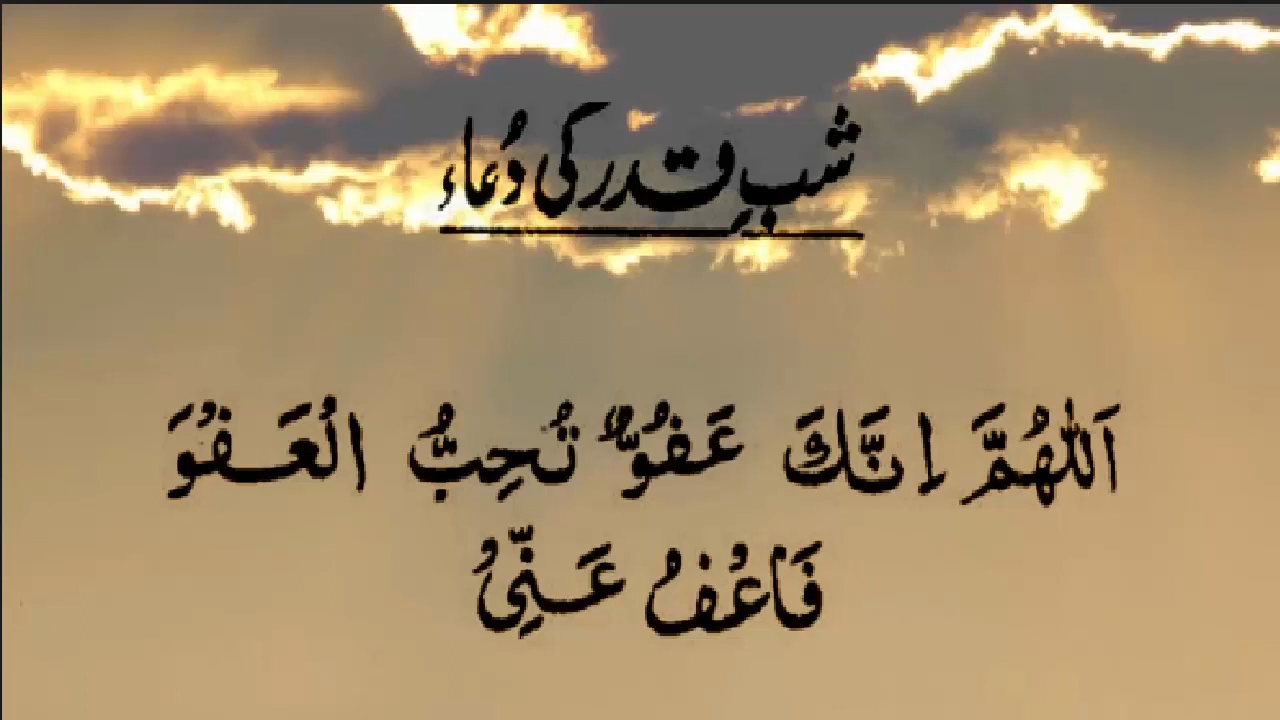 شبِ قدر کی دُعاء
اَللّٰهُمَّ اِنَّكَ عَفُوٌّ تُحِبُّ الْعَفْوَ
فَاعْفُ عَنِّیْ